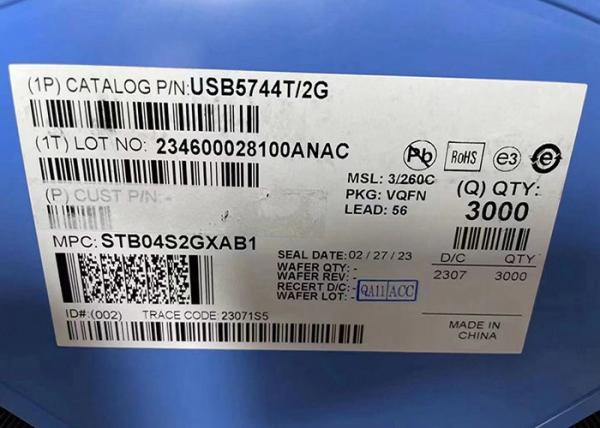 (1P) CATALOG P/N:USB5744T/2G
(1T) LOT NO: 234600028100ANAC
Pb
RoHS
e3
e
MSL: 3/260C
PKG: VQFN
LEAD: 56
(Q) QTY:
3000
(P) CUST P/N:-
MPC: STB04S2GXAB1
SEAL DATE: 02/27/23
WAFER QTY: -
WAFER REV: -
RECERT D/C: -
WAFER LOT: -
QA11 ACC
D/C QTY
2307 3000
ID#:(002) TRACE CODE: 23071S5
MADE IN
CHINA